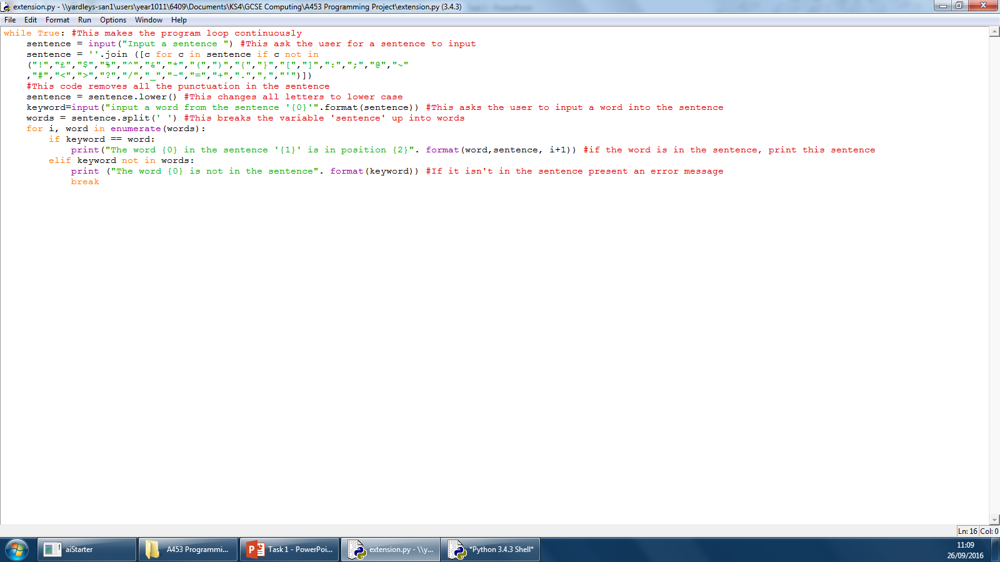 extension.py - \\yardleys-san1\users\year1011\6409\Documents\KS4\GCSE Computing\A453 Programming Project\extension.py (3.4.3)
File Edit Format Run Options Window Help
while True: #This makes the program loop continuously
    sentence = input("Input a sentence ") #This ask the user for a sentence to input
    sentence = ''.join ([c for c in sentence if c not in
    ("!","£","$","%","^","&","*","(",")","{","}","[","]",":",";","@","~"
    ,"#","<",">","?","/","_","-","=","+",".",",","'")])
    #This code removes all the punctuation in the sentence
    sentence = sentence.lower() #This changes all letters to lower case
    keyword=input("input a word from the sentence '{0}'".format(sentence)) #This asks the user to input a word into the sentence
    words = sentence.split(' ') #This breaks the variable 'sentence' up into words
    for i, word in enumerate(words):
        if keyword == word:
            print("The word {0} in the sentence '{1}' is in position {2}". format(word,sentence, i+1)) #if the word is in the sentence, print this sentence
        elif keyword not in words:
            print ("The word {0} is not in the sentence". format(keyword)) #If it isn't in the sentence present an error message
            break
Ln: 16 Col: 0
aiStarter
A453 Programmi...
Task 1 - PowerPoi...
extension.py - \\y...
*Python 3.4.3 Shell*
11:09
26/09/2016